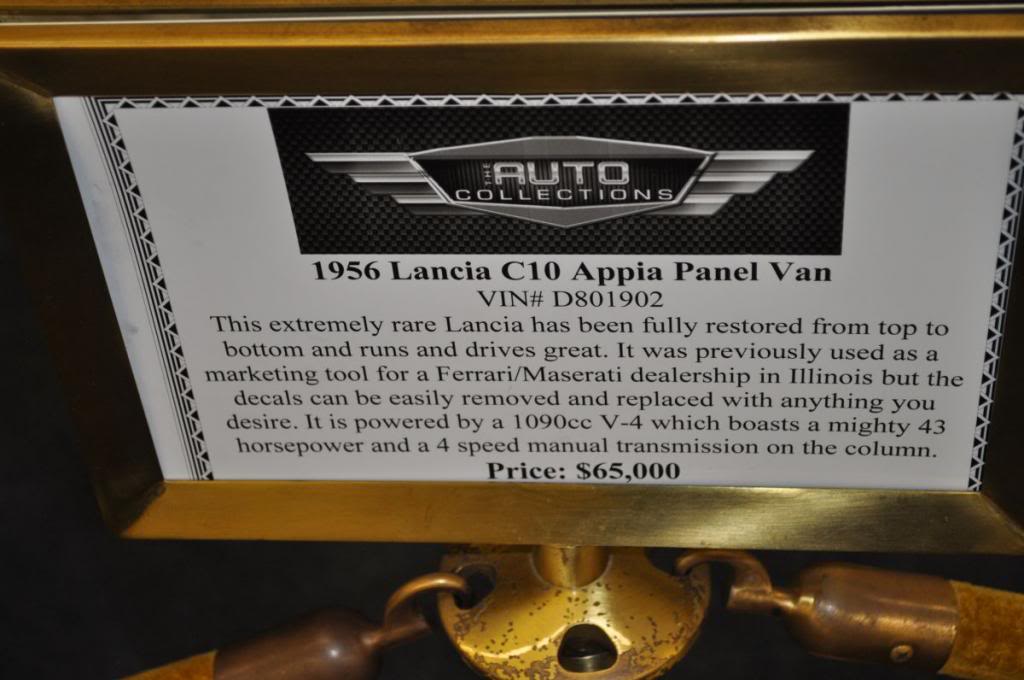 THE AUTO
COLLECTIONS
1956 Lancia C10 Appia Panel Van
VIN# D801902
This extremely rare Lancia has been fully restored from top to
bottom and runs and drives great. It was previously used as a
marketing tool for a Ferrari/Maserati dealership in Illinois but the
decals can be easily removed and replaced with anything you
desire. It is powered by a 1090cc V-4 which boasts a mighty 43
horsepower and a 4 speed manual transmission on the column.
Price: $65,000